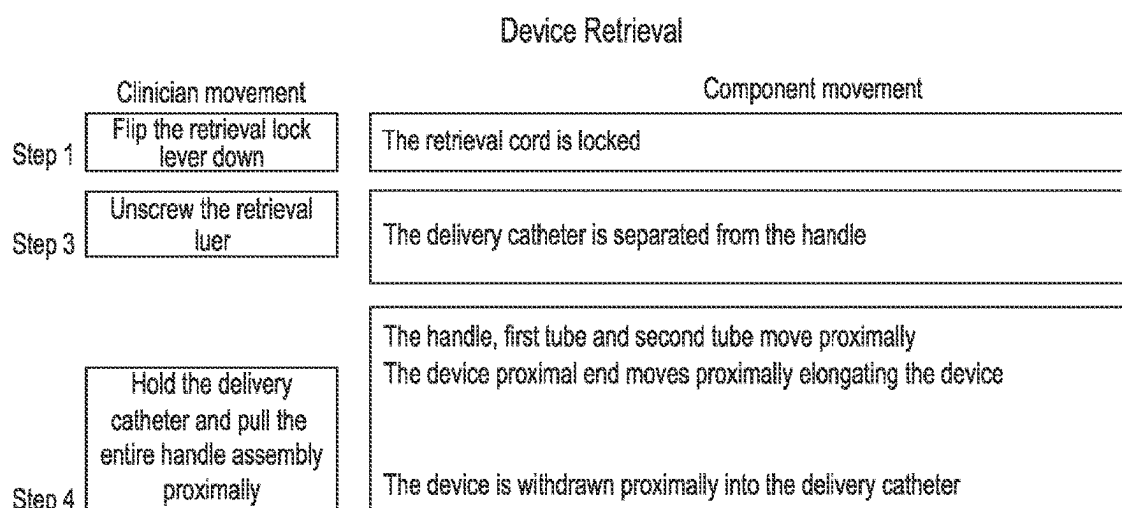 Device Retrieval
Clinician movement
Component movement
Step 1
Flip the retrieval lock
lever down
The retrieval cord is locked
Step 3
Unscrew the retrieval
luer
The delivery catheter is separated from the handle
Step 4
Hold the delivery
catheter and pull the
entire handle assembly
proximally
The handle, first tube and second tube move proximally
The device proximal end moves proximally elongating the device
The device is withdrawn proximally into the delivery catheter